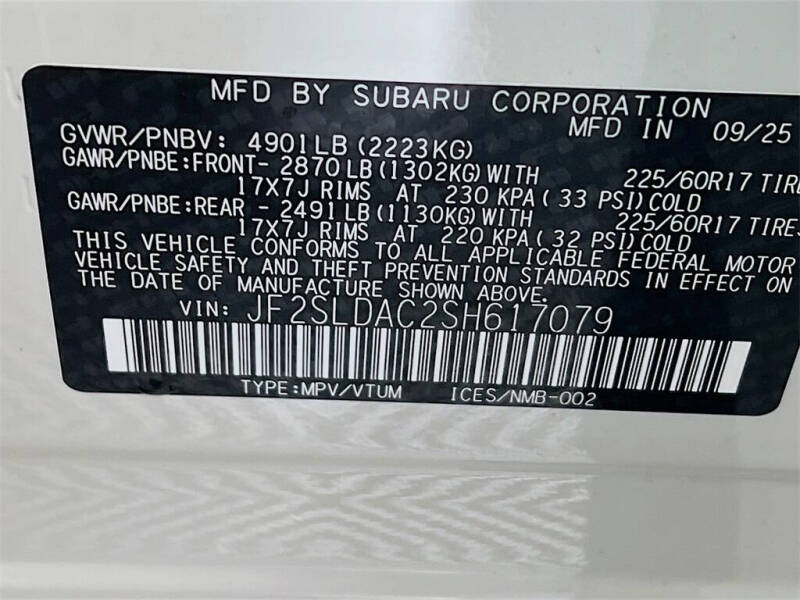 MFD BY SUBARU CORPORATION
MFD IN 09/25
GVWR/PNBV: 4901LB (2223KG)
GAWR/PNBE:FRONT- 2870LB (1302KG)WITH 225/60R17 TIRE
17X7J RIMS AT 230 KPA( 33 PSI)COLD
GAWR/PNBE:REAR - 2491LB (1130KG)WITH 225/60R17 TIRES
17X7J RIMS AT 220 KPA( 32 PSI)COLD
THIS VEHICLE CONFORMS TO ALL APPLICABLE FEDERAL MOTOR
VEHICLE SAFETY AND THEFT PREVENTION STANDARDS IN EFFECT ON
THE DATE OF MANUFACTURE SHOWN ABOVE.
VIN: JF2SLDAC2SH617079
TYPE:MPV/VTUM ICES/NMB-002